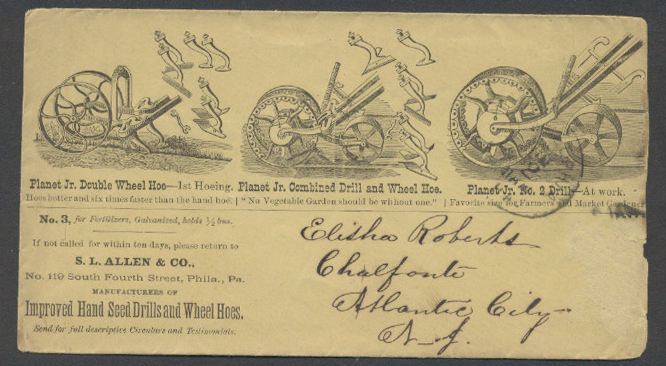 Planet Jr. Double Wheel Hoe—1st Hoeing.
Hoes better and six times faster than the hand hoe.
Planet Jr. Combined Drill and Wheel Hoe.
"No Vegetable Garden should be without one."
Planet Jr. No. 2 Drill—At work.
Favorite size for Farmers and Market Gardener
No. 3, for Fertilizers, Galvanized, holds ½ bus.
If not called for within ten days, please return to
S. L. ALLEN & CO.,
No. 119 South Fourth Street, Phila., Pa.
MANUFACTURERS OF
Improved Hand Seed Drills and Wheel Hoes.
Send for full descriptive Circulars and Testimonials.
Elisha Roberts
Chalfonte
Atlantic City
N. J.